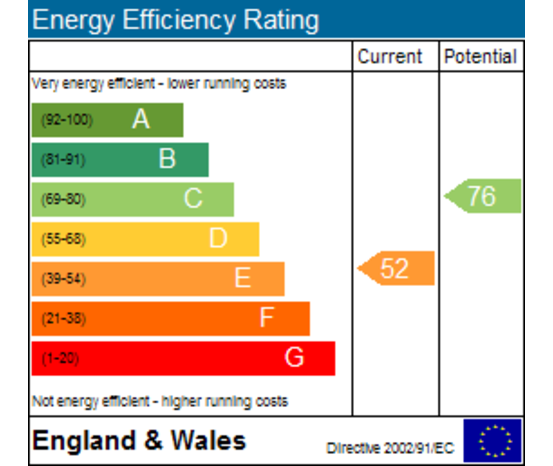 Energy Efficiency Rating
Current Potential
Very energy efficient - lower running costs
(92-100) A
(81-91) B
(69-80) C
76
(55-68) D
(39-54) E
52
(21-38) F
(1-20) G
Not energy efficient - higher running costs
England & Wales
Directive 2002/91/EC